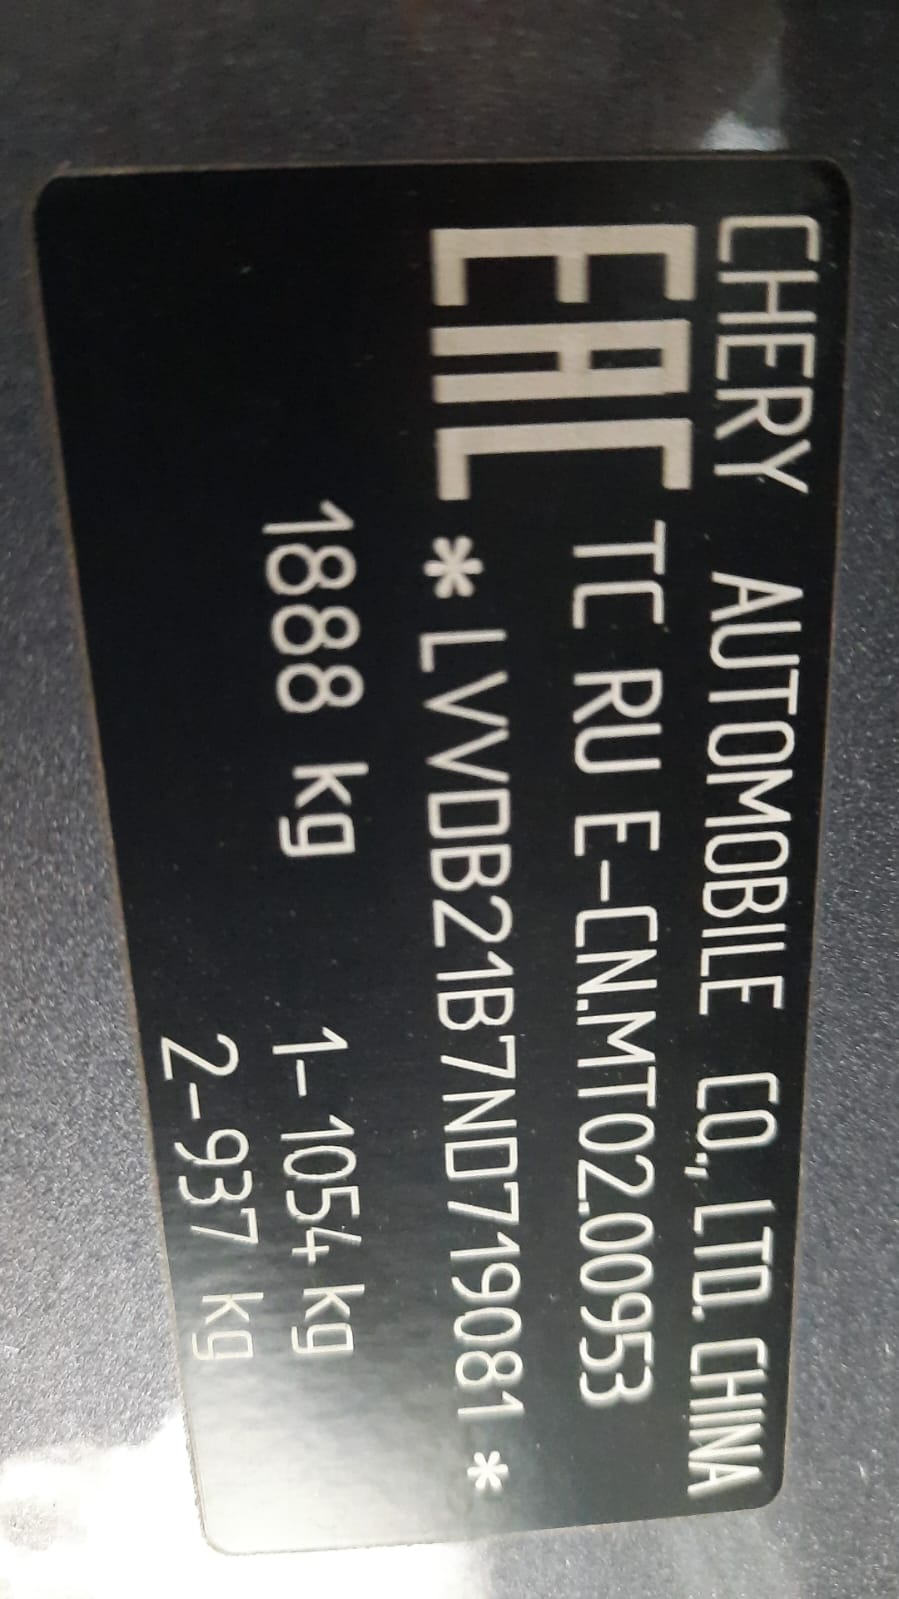 CHERY AUTOMOBILE CO., LTD. CHINA
EAC TC RU E-CN.MT02.00953
*LVVDB21B7ND719081*
1888 kg 1-1054 kg
2-937 kg